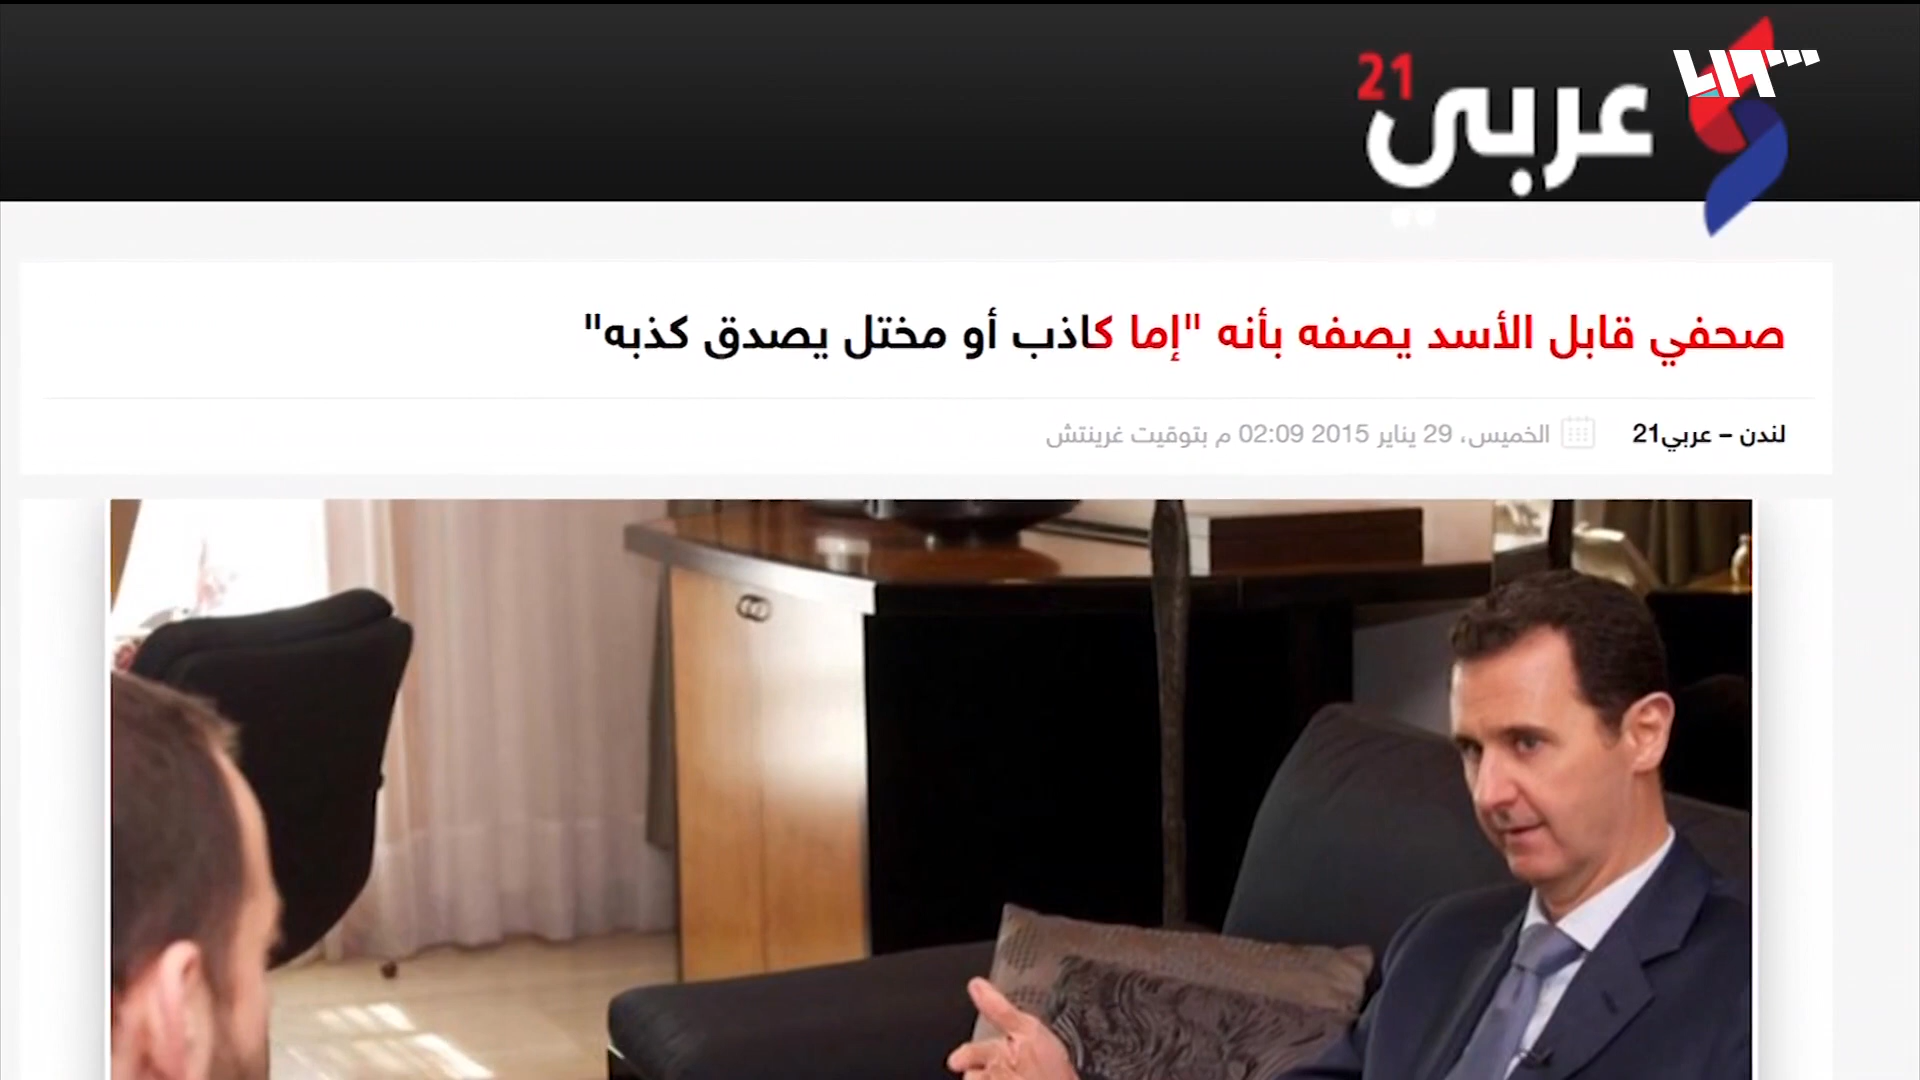 عربي 21
صحفي قابل الأسد يصفه بأنه "إما كاذب أو مختل يصدق كذبه"
لندن – عربي21 الخميس، 29 يناير 2015 02:09 م بتوقيت غرينتش